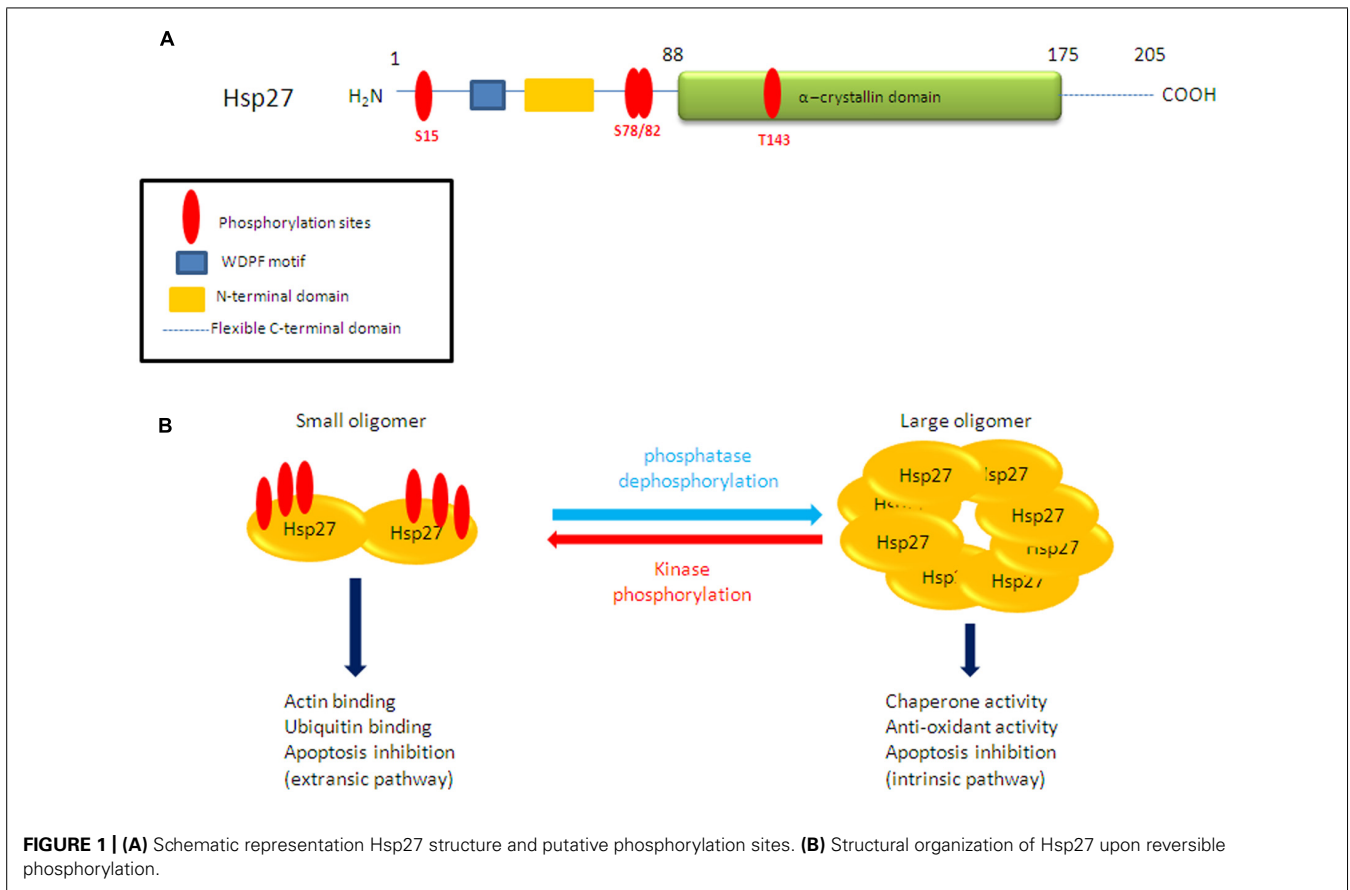 A
1
88
175
205
Hsp27
H₂N
α−crystallin domain
COOH
S15
S78/82
T143
Phosphorylation sites
WDPF motif
N-terminal domain
Flexible C-terminal domain
B
Small oligomer
Large oligomer
phosphatase
dephosphorylation
Kinase
phosphorylation
Hsp27
Hsp27
Hsp27
Hsp27
Hsp27
Hsp27
Actin binding
Ubiquitin binding
Apoptosis inhibition
(extransic pathway)
Chaperone activity
Anti-oxidant activity
Apoptosis inhibition
(intrinsic pathway)
FIGURE 1 | (A) Schematic representation Hsp27 structure and putative phosphorylation sites. (B) Structural organization of Hsp27 upon reversible
phosphorylation.